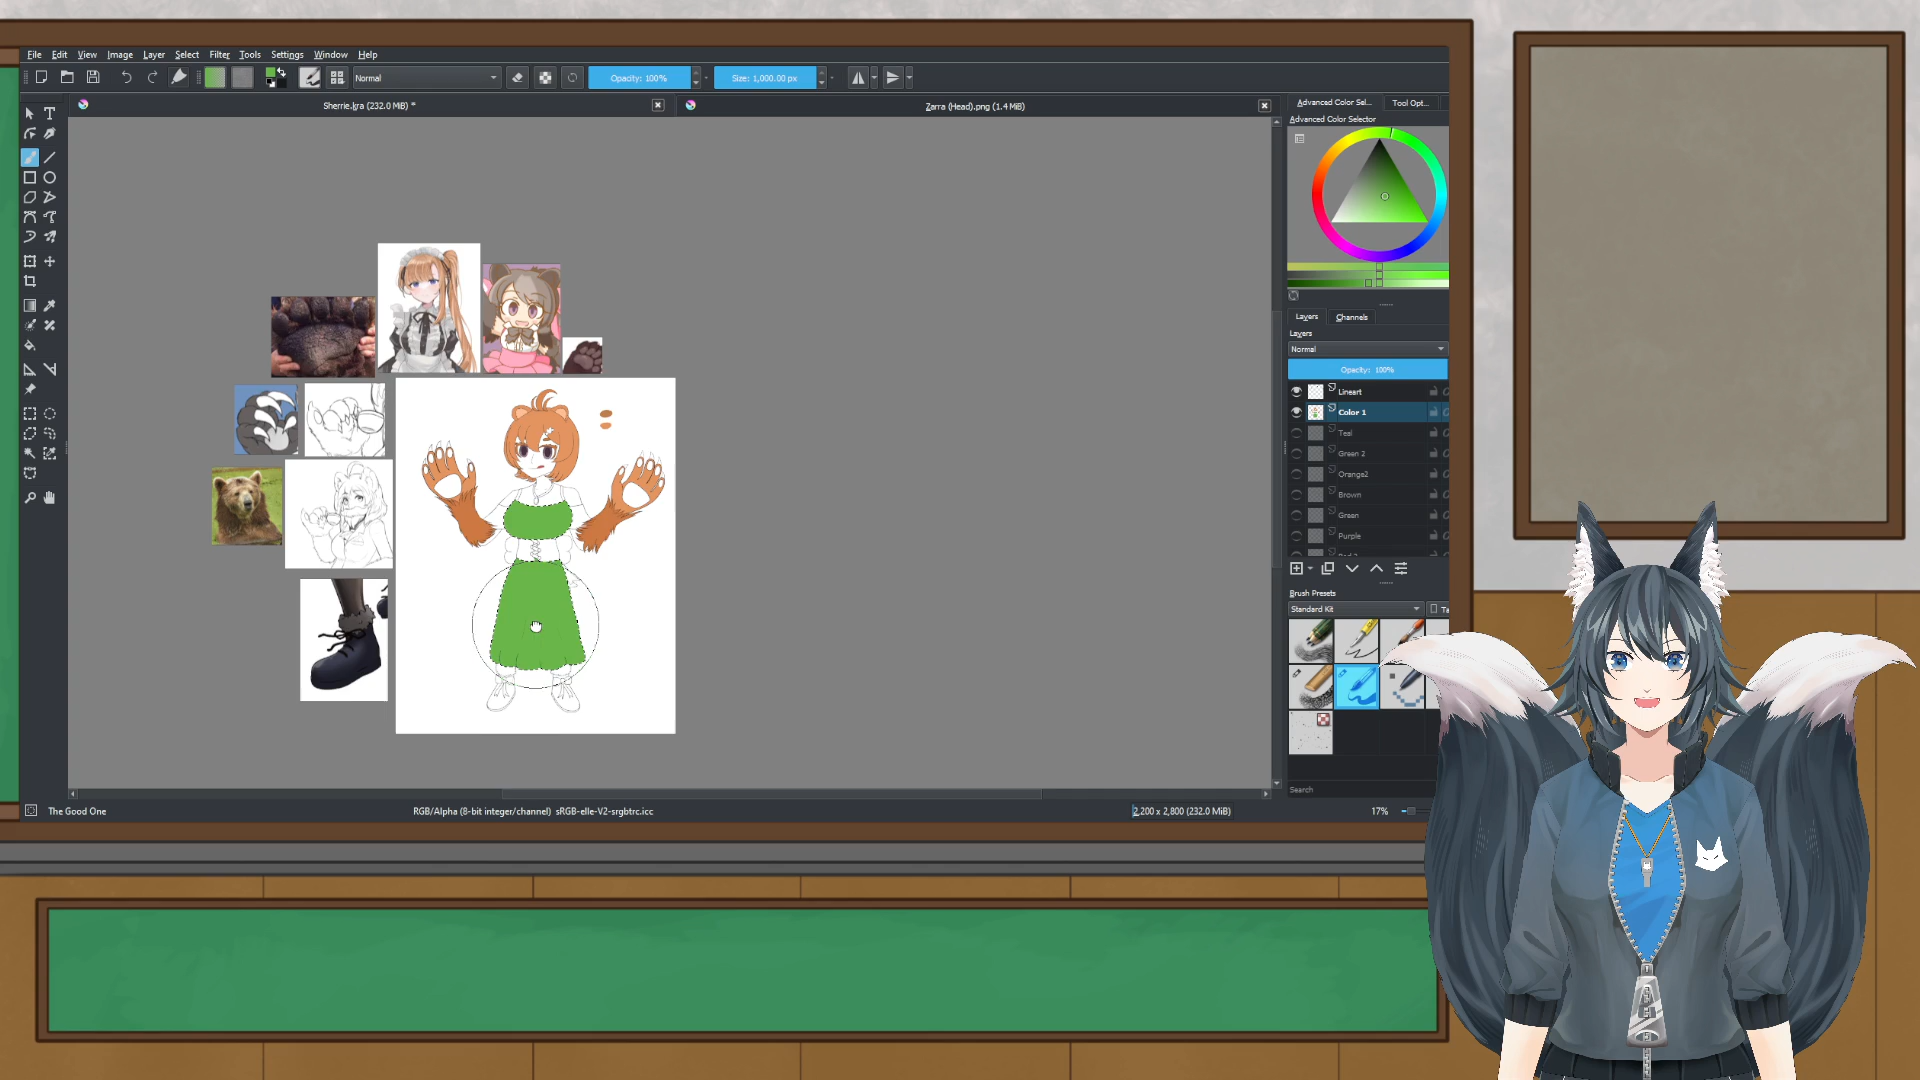 File Edit View Image Layer Select Filter Tools Settings Window Help
Normal
Opacity: 100%
Size: 1,000.00 px
Sherrie.kra (232.0 MiB) *
Zarra (Head).png (1.4 MiB)
Advanced Color Sel...
Tool Opt...
Advanced Color Selector
Layers Channels
Layers
Normal
Opacity: 100%
Lineart
Color 1
Teal
Green 2
Orange2
Brown
Green
Purple
Brush Presets
Standard Kit
Ta
Search
The Good One
RGB/Alpha (8-bit integer/channel) sRGB-elle-V2-srgbtrc.icc
2,200 x 2,800 (232.0 MiB)
17%